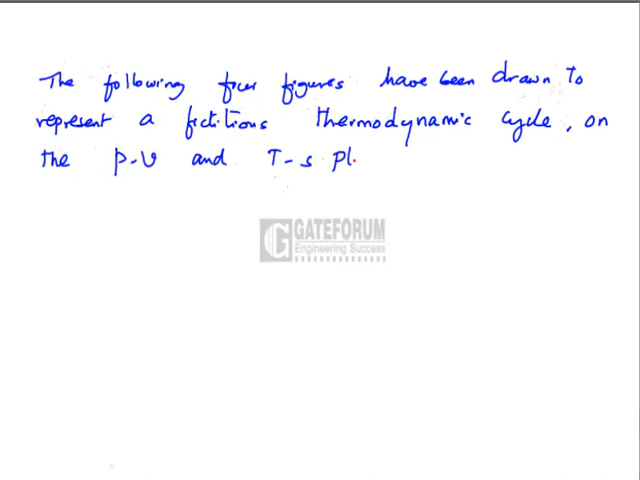 The following four figures have been drawn to
represent a fictitious thermodynamic cycle, on
the p-v and T-s pl
GATEFORUM
Engineering Success